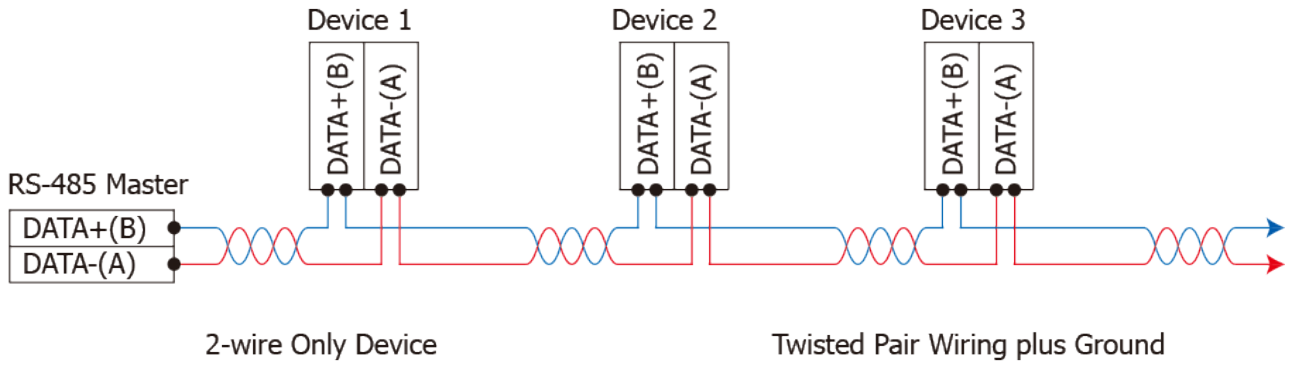 Device 1
Device 2
Device 3
DATA+(B)
DATA-(A)
DATA+(B)
DATA-(A)
DATA+(B)
DATA-(A)
RS-485 Master
DATA+(B)
DATA-(A)
2-wire Only Device
Twisted Pair Wiring plus Ground